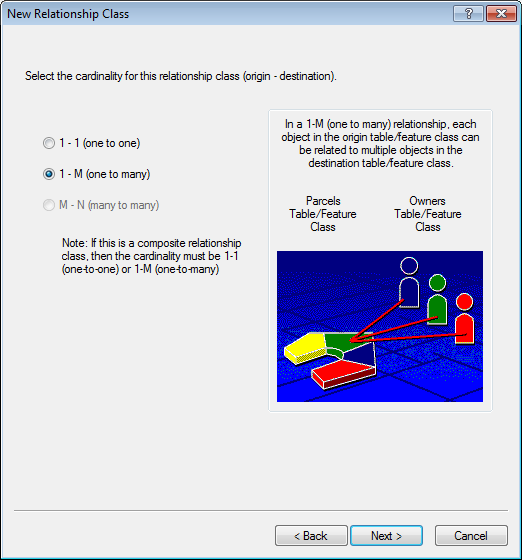 New Relationship Class
Select the cardinality for this relationship class (origin - destination).
1 - 1 (one to one)
1 - M (one to many)
M - N (many to many)
Note: If this is a composite relationship
class, then the cardinality must be 1-1
(one-to-one) or 1-M (one-to-many)
In a 1-M (one to many) relationship, each
object in the origin table/feature class can
be related to multiple objects in the
destination table/feature class.
Parcels
Table/Feature
Class
Owners
Table/Feature
Class
< Back
Next >
Cancel